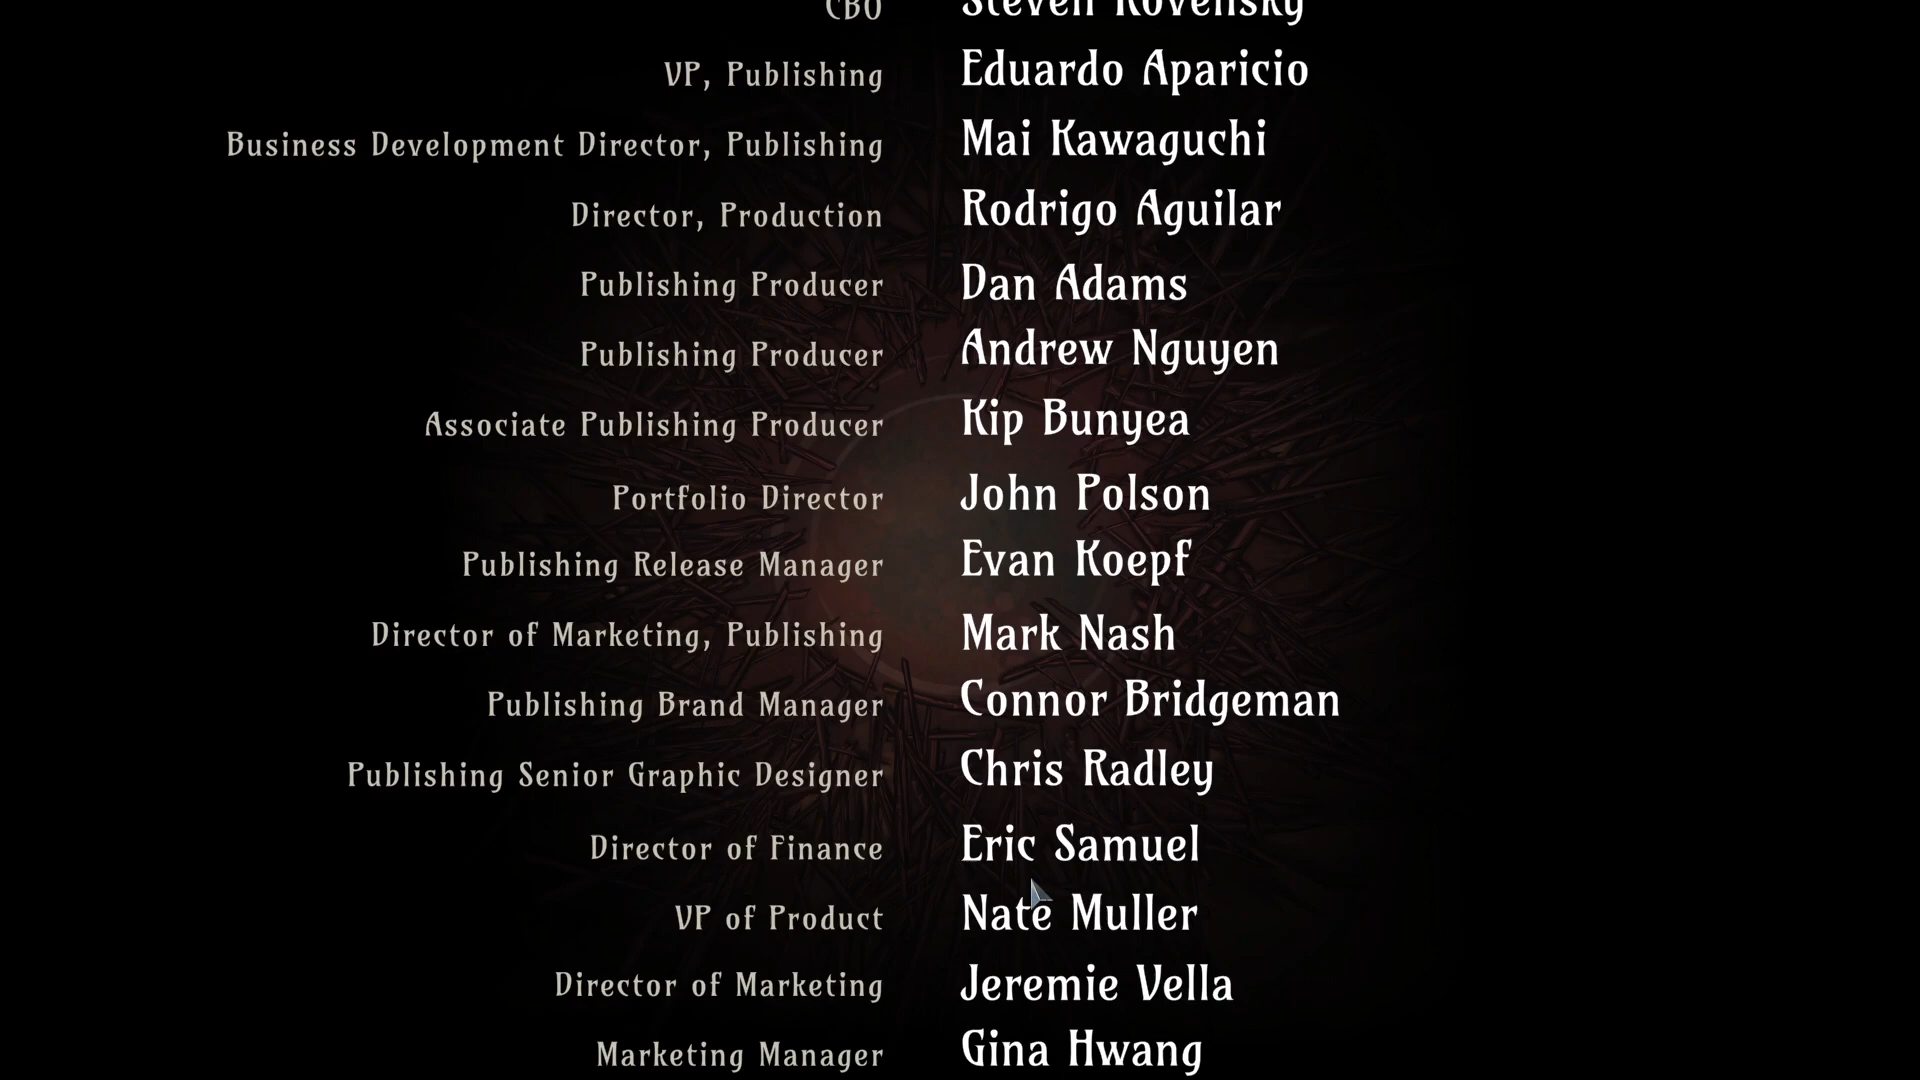 CBO Steven Rovensky
VP, Publishing Eduardo Aparicio
Business Development Director, Publishing Mai Kawaguchi
Director, Production Rodrigo Aguilar
Publishing Producer Dan Adams
Publishing Producer Andrew Nguyen
Associate Publishing Producer Kip Bunyea
Portfolio Director John Polson
Publishing Release Manager Evan Koepf
Director of Marketing, Publishing Mark Nash
Publishing Brand Manager Connor Bridgeman
Publishing Senior Graphic Designer Chris Radley
Director of Finance Eric Samuel
VP of Product Nate Muller
Director of Marketing Jeremie Vella
Marketing Manager Gina Hwang